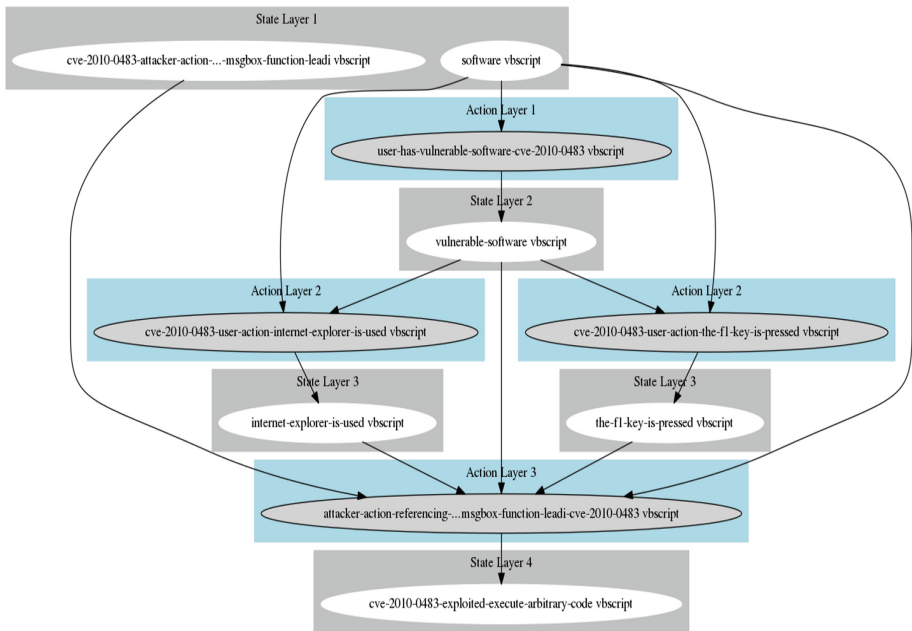 State Layer 1
cve-2010-0483-attacker-action-...-msgbox-function-leadi vbscript
software vbscript
Action Layer 1
user-has-vulnerable-software-cve-2010-0483 vbscript
State Layer 2
vulnerable-software vbscript
Action Layer 2
cve-2010-0483-user-action-internet-explorer-is-used vbscript
Action Layer 2
cve-2010-0483-user-action-the-f1-key-is-pressed vbscript
State Layer 3
internet-explorer-is-used vbscript
State Layer 3
the-f1-key-is-pressed vbscript
Action Layer 3
attacker-action-referencing-...msgbox-function-leadi-cve-2010-0483 vbscript
State Layer 4
cve-2010-0483-exploited-execute-arbitrary-code vbscript